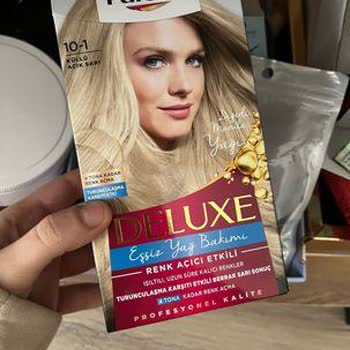 10-1
KÜLLÜ
AÇIK SARI
Yağı
4 TONA KADAR
RENK AÇMA
TURUNCULAŞMA
KARŞITI ETKİ
DELUXE
Eşsiz Yağ Bakımı
RENK AÇICI ETKİLİ
IŞILTILI, UZUN SÜRE KALICI RENKLER
TURUNCULAŞMA KARŞITI ETKİLİ BERRAK SARI SONUÇ
4 TONA KADAR RENK AÇMA
PROFESYONEL KALİTE